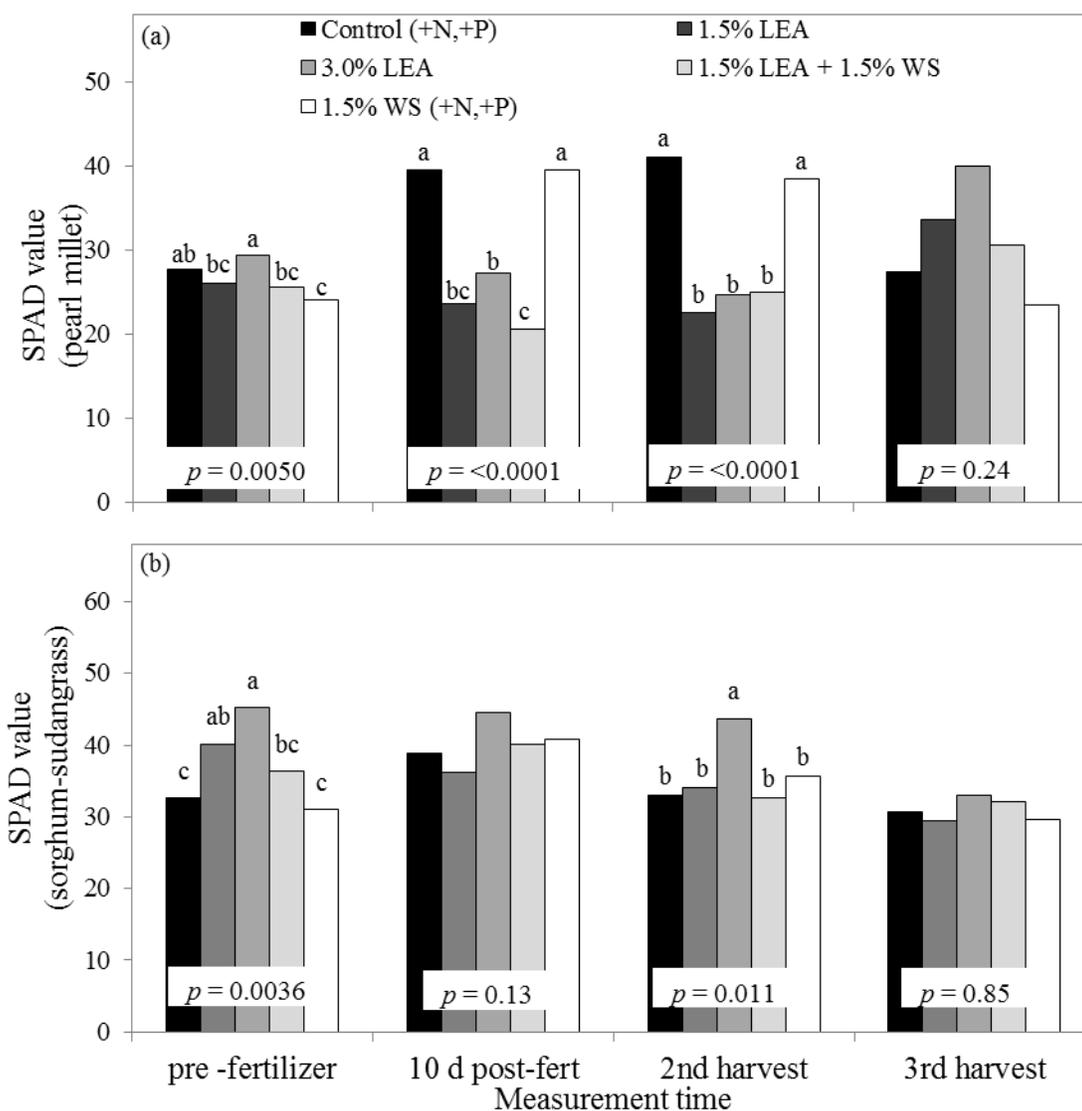 (a)
Control (+N,+P)
1.5% LEA
3.0% LEA
1.5% LEA + 1.5% WS
1.5% WS (+N,+P)
SPAD value
(pearl millet)
50
40
30
20
10
0
ab
bc
a
bc
c
a
bc
b
c
a
a
b
b
b
a
p = 0.0050
p = <0.0001
p = <0.0001
p = 0.24
(b)
SPAD value
(sorghum-sudangrass)
60
50
40
30
20
10
0
c
ab
a
bc
c
b
b
a
b
b
p = 0.0036
p = 0.13
p = 0.011
p = 0.85
pre -fertilizer
10 d post-fert
2nd harvest
3rd harvest
Measurement time